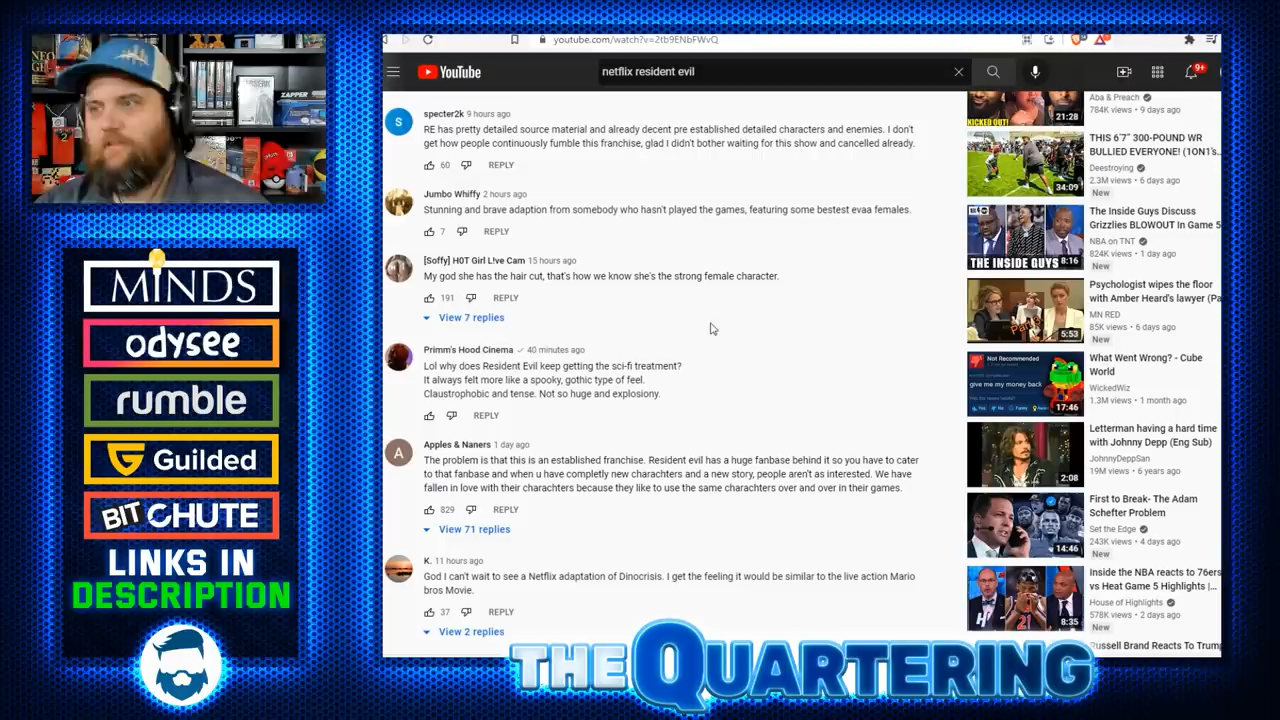 youtube.com/watch?v=2tb9ENbFWvQ
YouTube
netflix resident evil
9+
specter2k 9 hours ago
RE has pretty detailed source material and already decent pre established detailed characters and enemies. I don't
get how people continuously fumble this franchise, glad I didn't bother waiting for this show and cancelled already.
60 REPLY
Jumbo Whiffy 2 hours ago
Stunning and brave adaption from somebody who hasn't played the games, featuring some bestest evaa females.
7 REPLY
[Soffy] H0T Girl L!ve Cam 15 hours ago
My god she has the hair cut, that's how we know she's the strong female character.
191 REPLY
View 7 replies
Primm's Hood Cinema 40 minutes ago
Lol why does Resident Evil keep getting the sci-fi treatment?
It always felt more like a spooky, gothic type of feel.
Claustrophobic and tense. Not so huge and explosiony.
REPLY
A
Apples & Naners 1 day ago
The problem is that this is an established franchise. Resident evil has a huge fanbase behind it so you have to cater
to that fanbase and when u have completly new charachters and a new story, people aren't as interested. We have
fallen in love with their charachters because they like to use the same charachters over and over in their games.
829 REPLY
View 71 replies
K. 11 hours ago
God I can't wait to see a Netflix adaptation of Dinocrisis. I get the feeling it would be similar to the live action Mario
bros Movie.
37 REPLY
View 2 replies
S
KICKED OUT!
21:28
Aba & Preach
784K views • 9 days ago
THIS 6'7" 300-POUND WR
BULLIED EVERYONE! (1ON1's..
Deestroying
2.3M views • 6 days ago
New
34:09
The Inside Guys Discuss
Grizzlies BLOWOUT In Game 5
NBA on TNT
824K views • 1 day ago
New
THE INSIDE GUYS
8:16
Psychologist wipes the floor
with Amber Heard's lawyer (Pa
MN RED
85K views • 6 days ago
New
5:53
What Went Wrong? - Cube
World
WickedWiz
1.3M views • 1 month ago
Not Recommended
give me my money back
17:46
Letterman having a hard time
with Johnny Depp (Eng Sub)
JohnnyDeppSan
19M views • 6 years ago
2:08
First to Break- The Adam
Schefter Problem
Set the Edge
243K views • 4 days ago
New
14:46
Inside the NBA reacts to 76ers
vs Heat Game 5 Highlights |...
House of Highlights
578K views • 2 days ago
New
8:35
Russell Brand Reacts To Trump
ZAPPER
MINDS
odysee
rumble
Guilded
BIT CHUTE
LINKS IN
DESCRIPTION
THE QUARTERING